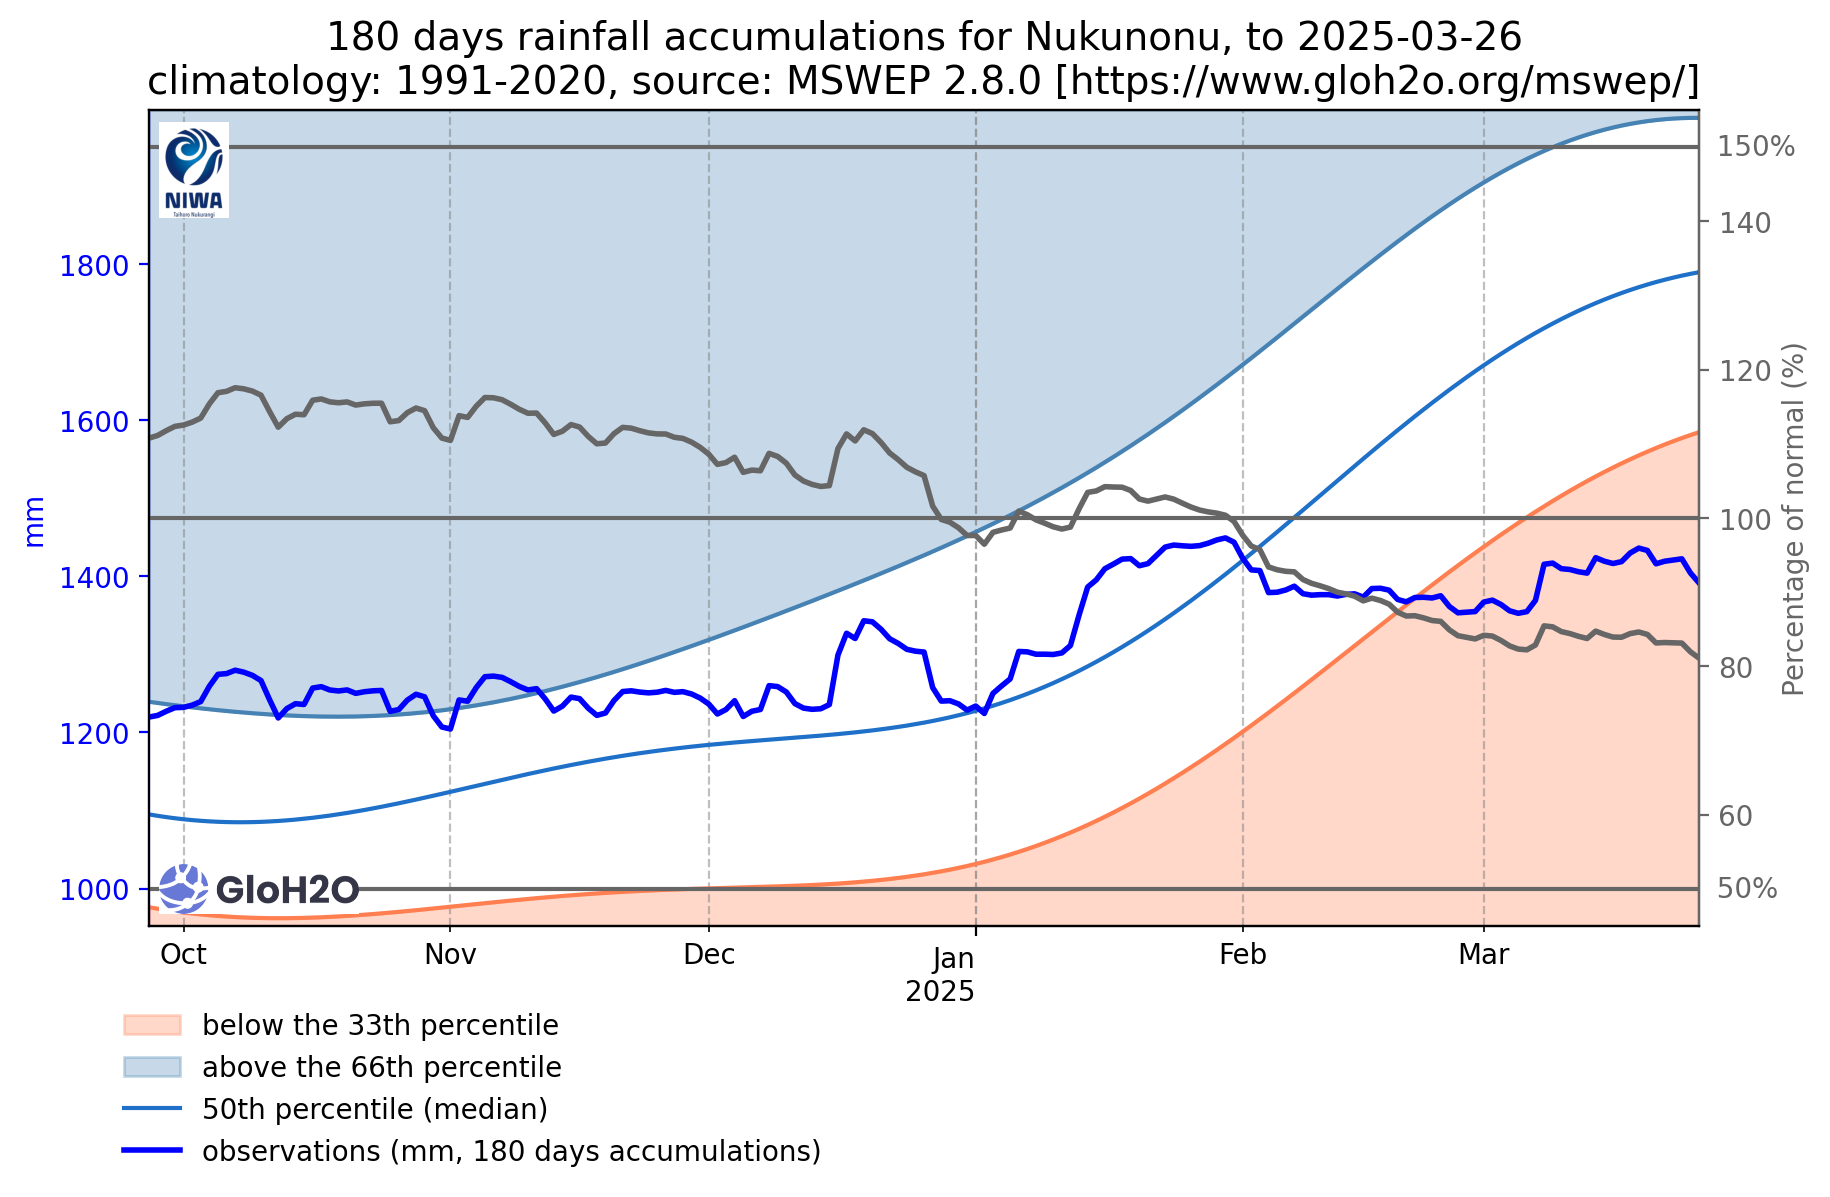 180 days rainfall accumulations for Nukunonu, to 2025-03-26
climatology: 1991-2020, source: MSWEP 2.8.0 [https://www.gloh2o.org/mswep/]
NIWA
Taihoro Nukurangi
150%
140
120
100
80
60
50%
Percentage of normal (%)
1800
1600
1400
1200
1000
mm
GloH2O
Oct
Nov
Dec
Jan
2025
Feb
Mar
below the 33th percentile
above the 66th percentile
50th percentile (median)
observations (mm, 180 days accumulations)